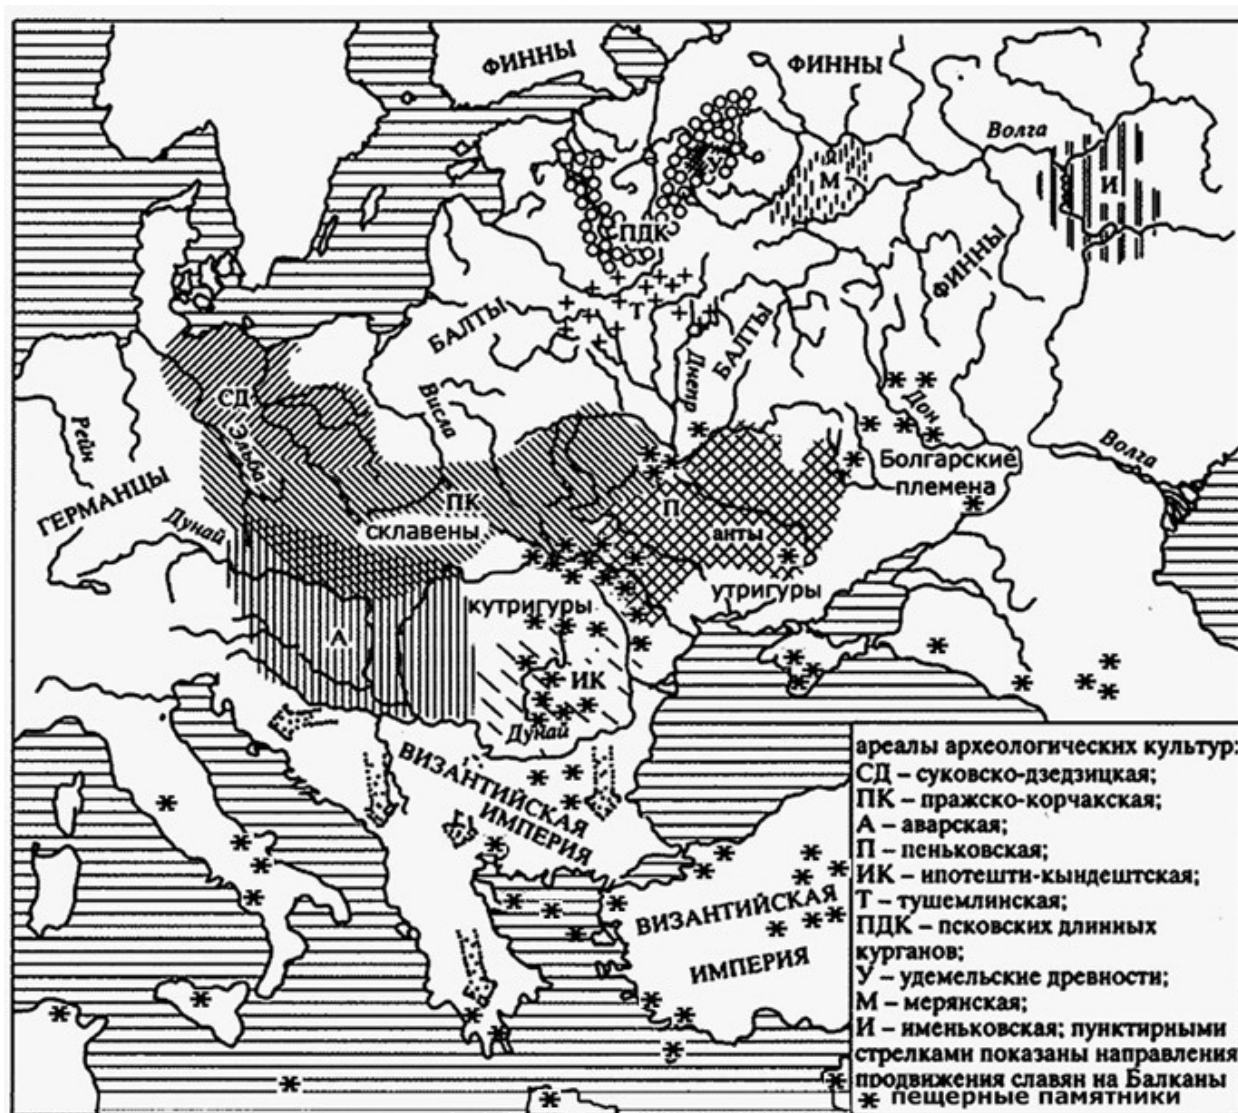 ФИННЫ
ФИННЫ
Волга
У
М
И
ПДК
ФИННЫ
Т
БАЛТЫ
БАЛТЫ
Днепр
СД
Висла
Дон
Рейн
Эльба
Волга
Болгарские
племена
ГЕРМАНЦЫ
ПК
П
склавены
анты
Дунай
утригуры
кутригуры
А
ИК
Дунай
ВИЗАНТИЙСКАЯ
ИМПЕРИЯ
ВИЗАНТИЙСКАЯ
ИМПЕРИЯ
ареалы археологических культур:
СД – суковско-дзедзицкая;
ПК – пражско-корчакская;
А – аварская;
П – пеньковская;
ИК – ипотешти-кындештская;
Т – тушемлинская;
ПДК – псковских длинных
курганов;
У – удемельские древности;
М – мерянская;
И – именьковская; пунктирными
стрелками показаны направления
продвижения славян на Балканы
пещерные памятники